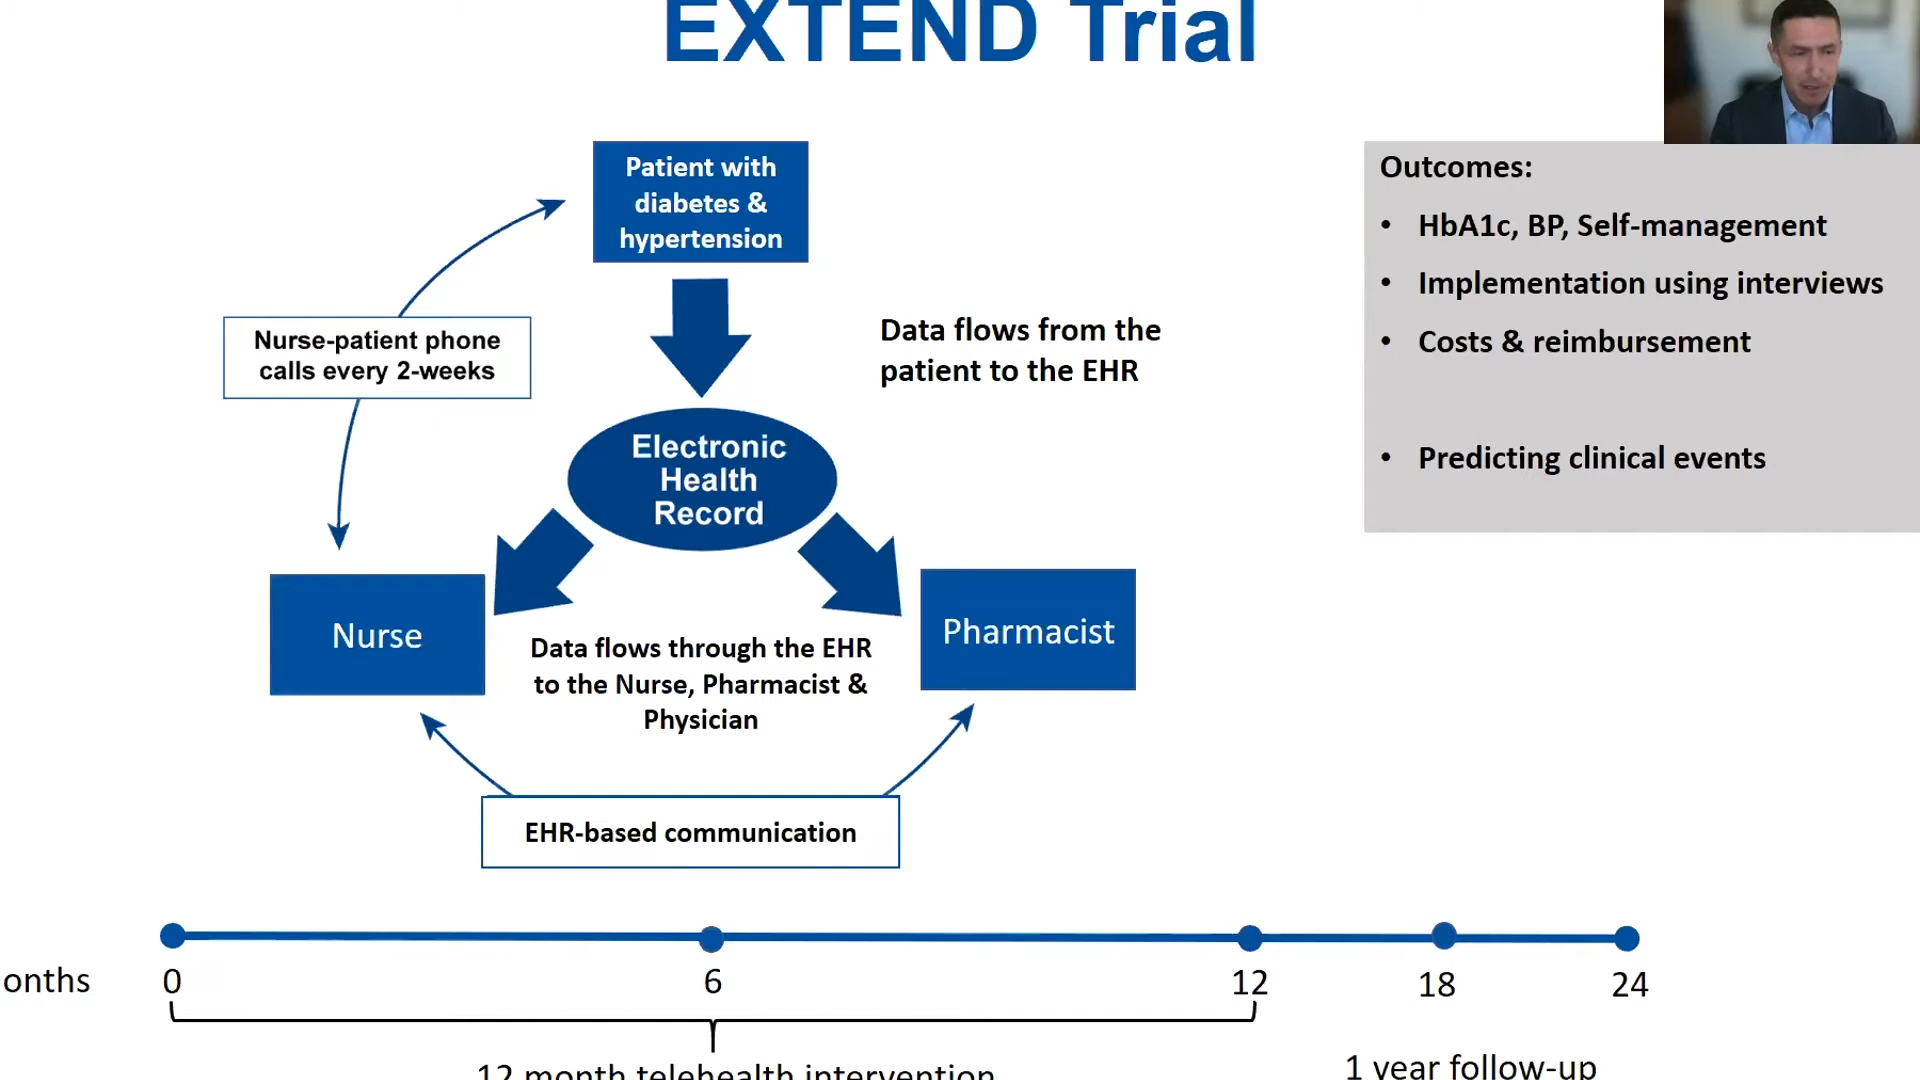 EXTEND Trial
Patient with
diabetes &
hypertension
Nurse-patient phone
calls every 2-weeks
Data flows from the
patient to the EHR
Electronic
Health
Record
Nurse
Pharmacist
Data flows through the EHR
to the Nurse, Pharmacist &
Physician
EHR-based communication
Outcomes:
• HbA1c, BP, Self-management
• Implementation using interviews
• Costs & reimbursement
• Predicting clinical events
onths 0 6 12 18 24
12 month telehealth intervention
1 year follow-up